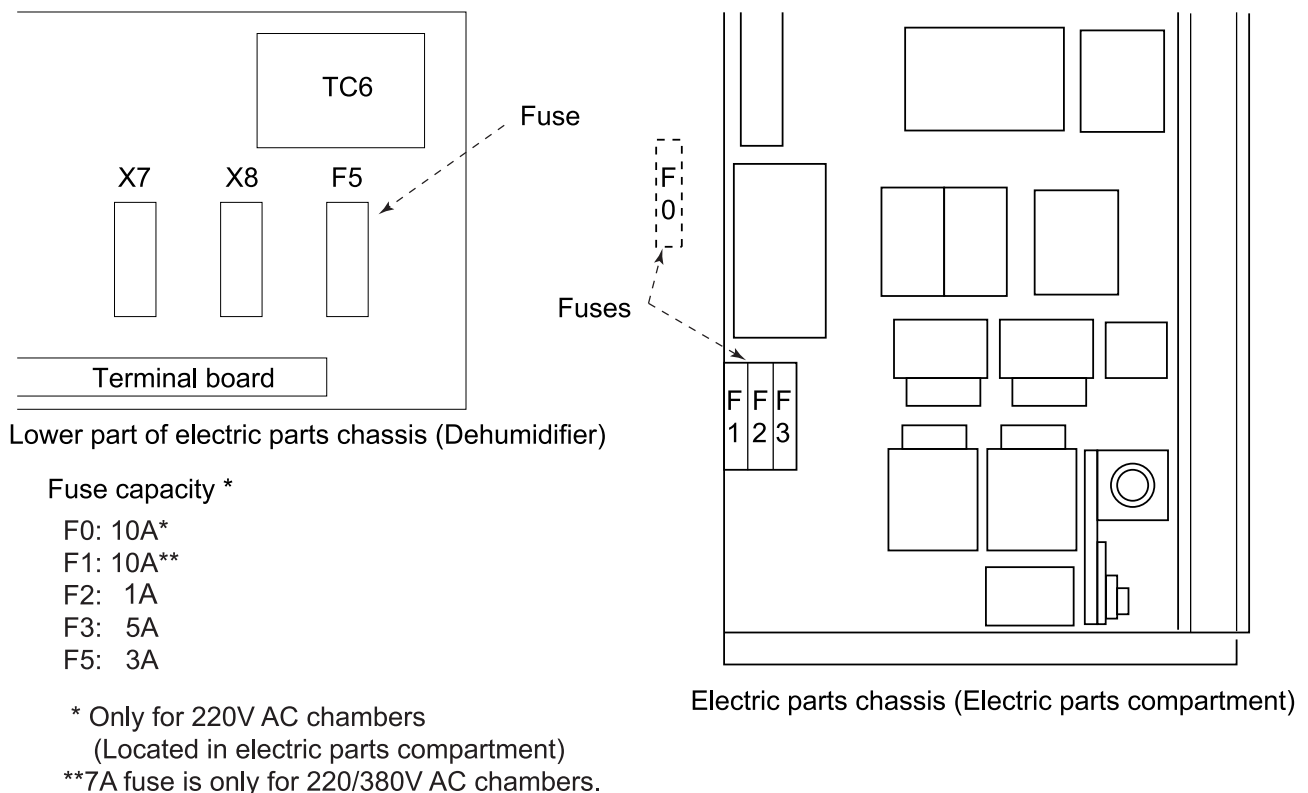 TC6
Fuse
X7 X8 F5
Terminal board
Lower part of electric parts chassis (Dehumidifier)
Fuse capacity *
F0: 10A*
F1: 10A**
F2: 1A
F3: 5A
F5: 3A
* Only for 220V AC chambers
(Located in electric parts compartment)
**7A fuse is only for 220/380V AC chambers.
F
0
Fuses
F F F
1 2 3
Electric parts chassis (Electric parts compartment)